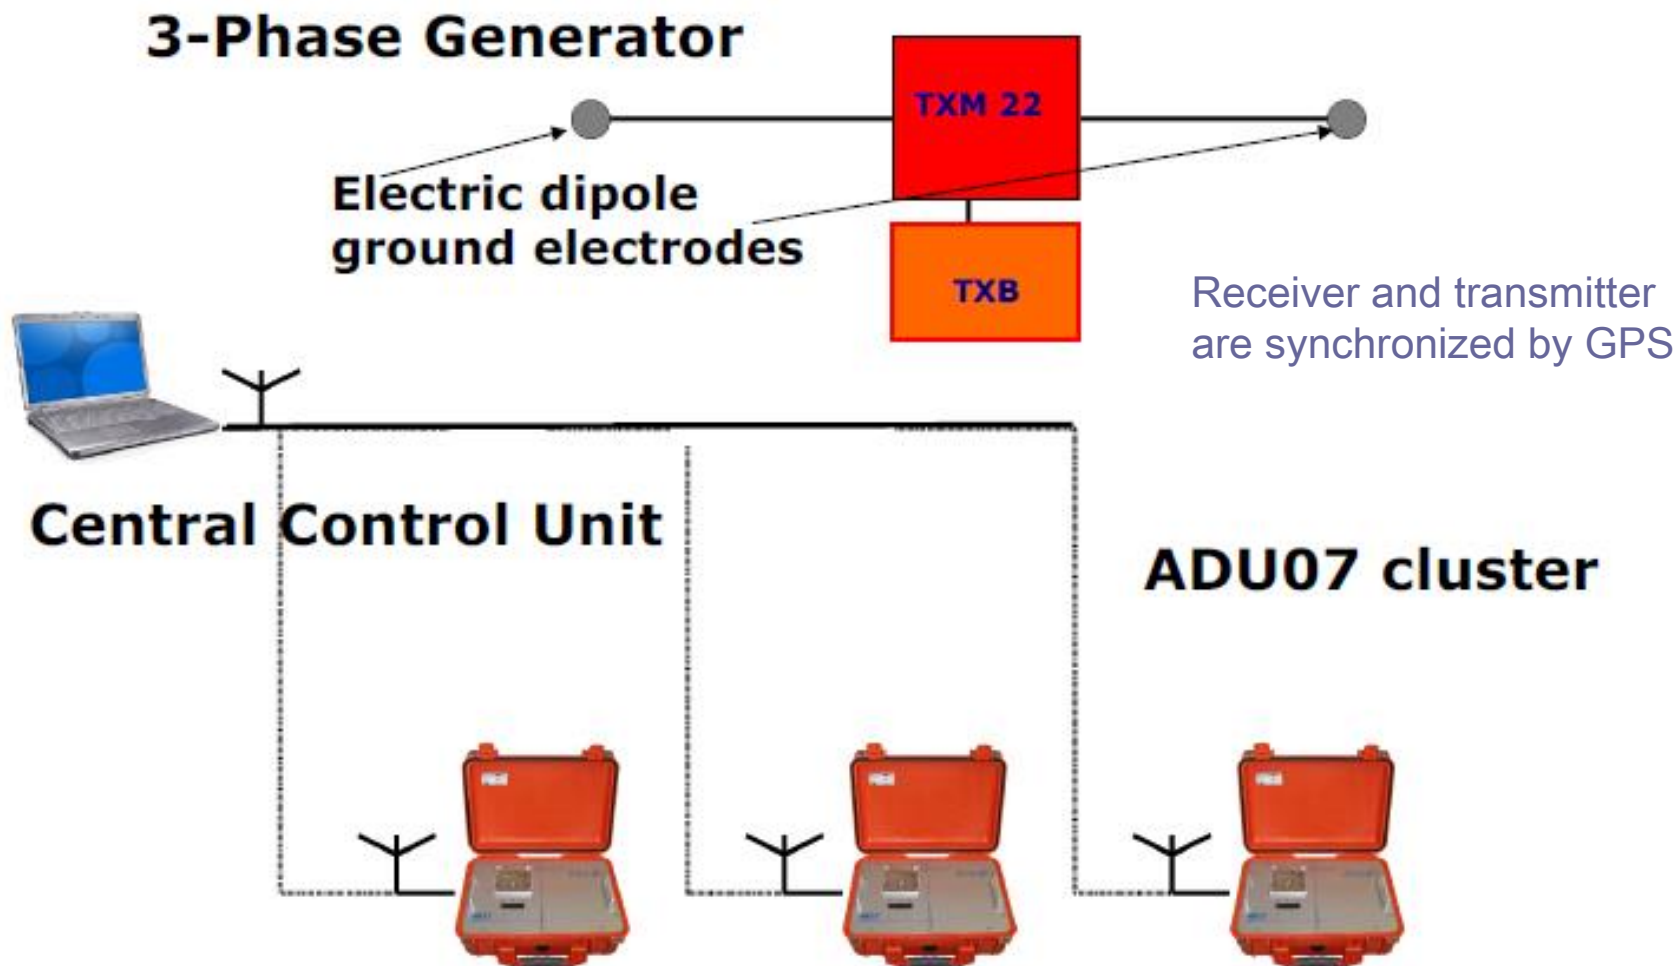 3-Phase Generator
TXM 22
Electric dipole
ground electrodes
TXB
Receiver and transmitter
are synchronized by GPS
Central Control Unit
ADU07 cluster